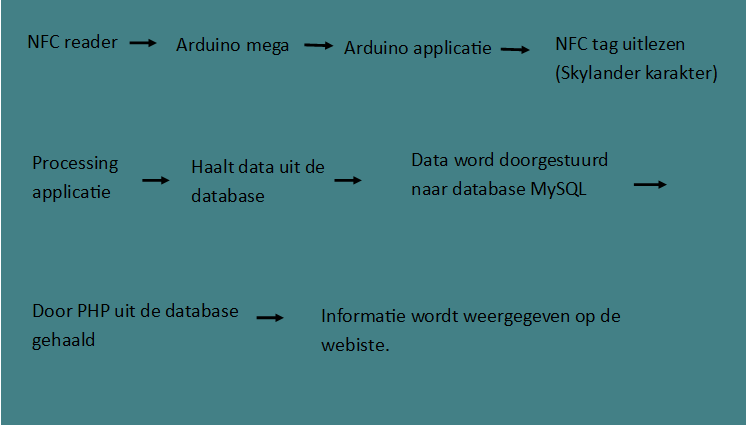 NFC reader
Arduino mega
Arduino applicatie
NFC tag uitlezen
(Skylander karakter)
Processing
applicatie
Haalt data uit de
database
Data word doorgestuurd
naar database MySQL
Door PHP uit de database
gehaald
Informatie wordt weergegeven op de
webiste.